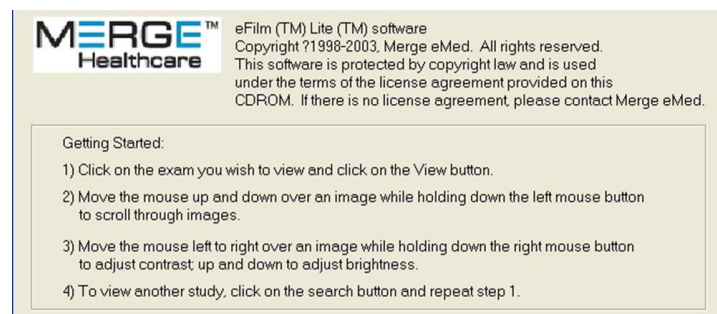 MERGE™
Healthcare
eFilm (TM) Lite (TM) software
Copyright ?1998-2003, Merge eMed. All rights reserved.
This software is protected by copyright law and is used
under the terms of the license agreement provided on this
CDROM. If there is no license agreement, please contact Merge eMed.
Getting Started:
1) Click on the exam you wish to view and click on the View button.
2) Move the mouse up and down over an image while holding down the left mouse button
to scroll through images.
3) Move the mouse left to right over an image while holding down the right mouse button
to adjust contrast; up and down to adjust brightness.
4) To view another study, click on the search button and repeat step 1.